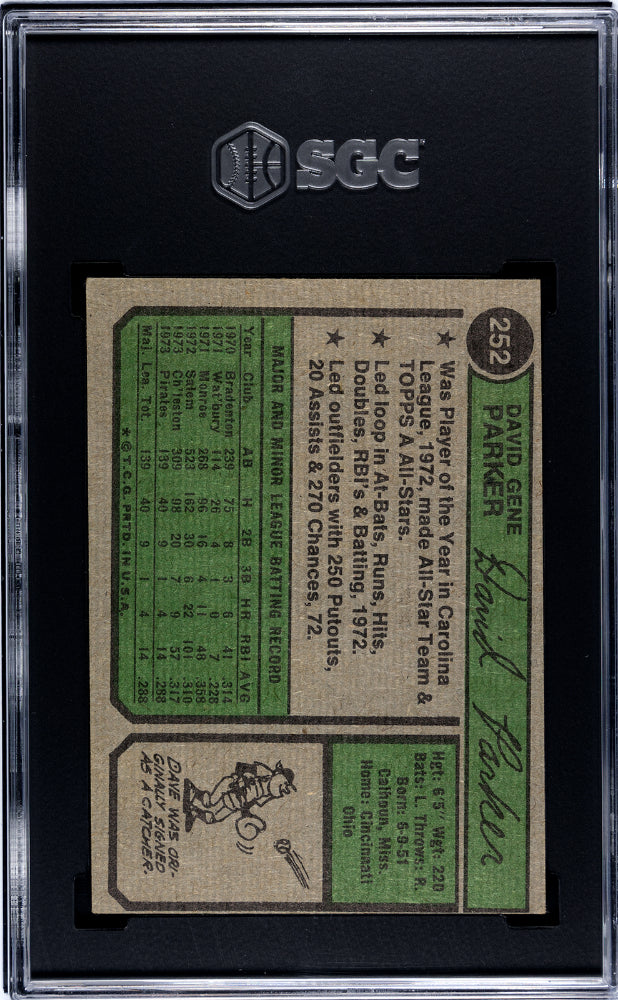 SGC
252
DAVID GENE
PARKER
David Parker
★ Was Player of the Year in Carolina
League, 1972, made All-Star Team &
TOPPS A All-Stars.
★ Led loop in At-Bats, Runs, Hits,
Doubles, RBI's & Batting, 1972.
★ Led outfielders with 250 Putouts,
20 Assists & 270 Chances, 72.
Hgt: 6'5" Wgt: 220
Bats: L. Throws: R.
Born: 6-9-51
Calhoun, Miss.
Home: Cincinnati
Ohio
MAJOR AND MINOR LEAGUE BATTING RECORD
Year Club AB H 2B 3B HR RBI AVG
1970 Bradenton 239 75 8 3 6 41 .314
1971 Wat'bury 114 26 4 1 0 7 .228
1971 Monroe 268 96 16 4 11 48 .358
1972 Salem 523 162 30 6 22 101 .310
1973 Ch'leston 309 98 20 7 9 57 .317
1973 Pirates 139 40 9 1 4 14 .288
Maj. Lea. Tot. 139 40 9 1 4 14 .288
DAVE WAS ORI-
GINALLY SIGNED
AS A CATCHER.
★ © T.C.G. PRTD. IN U.S.A.